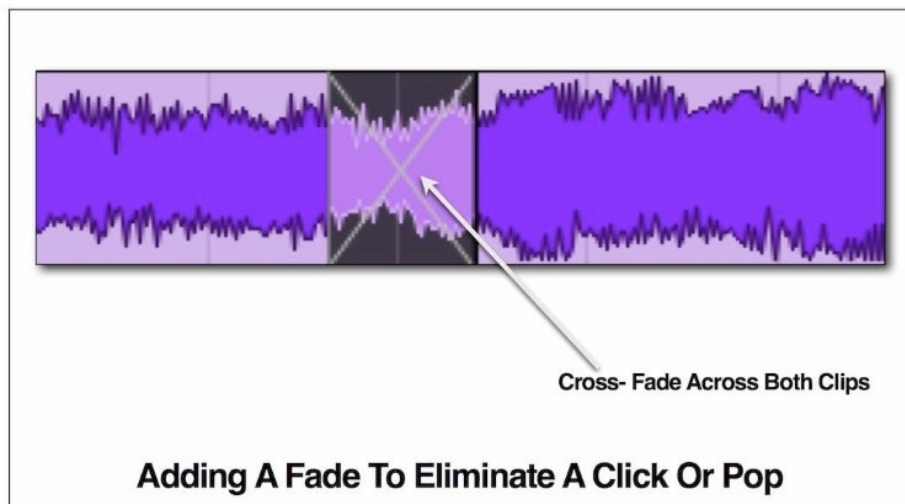 Cross- Fade Across Both Clips
Adding A Fade To Eliminate A Click Or Pop